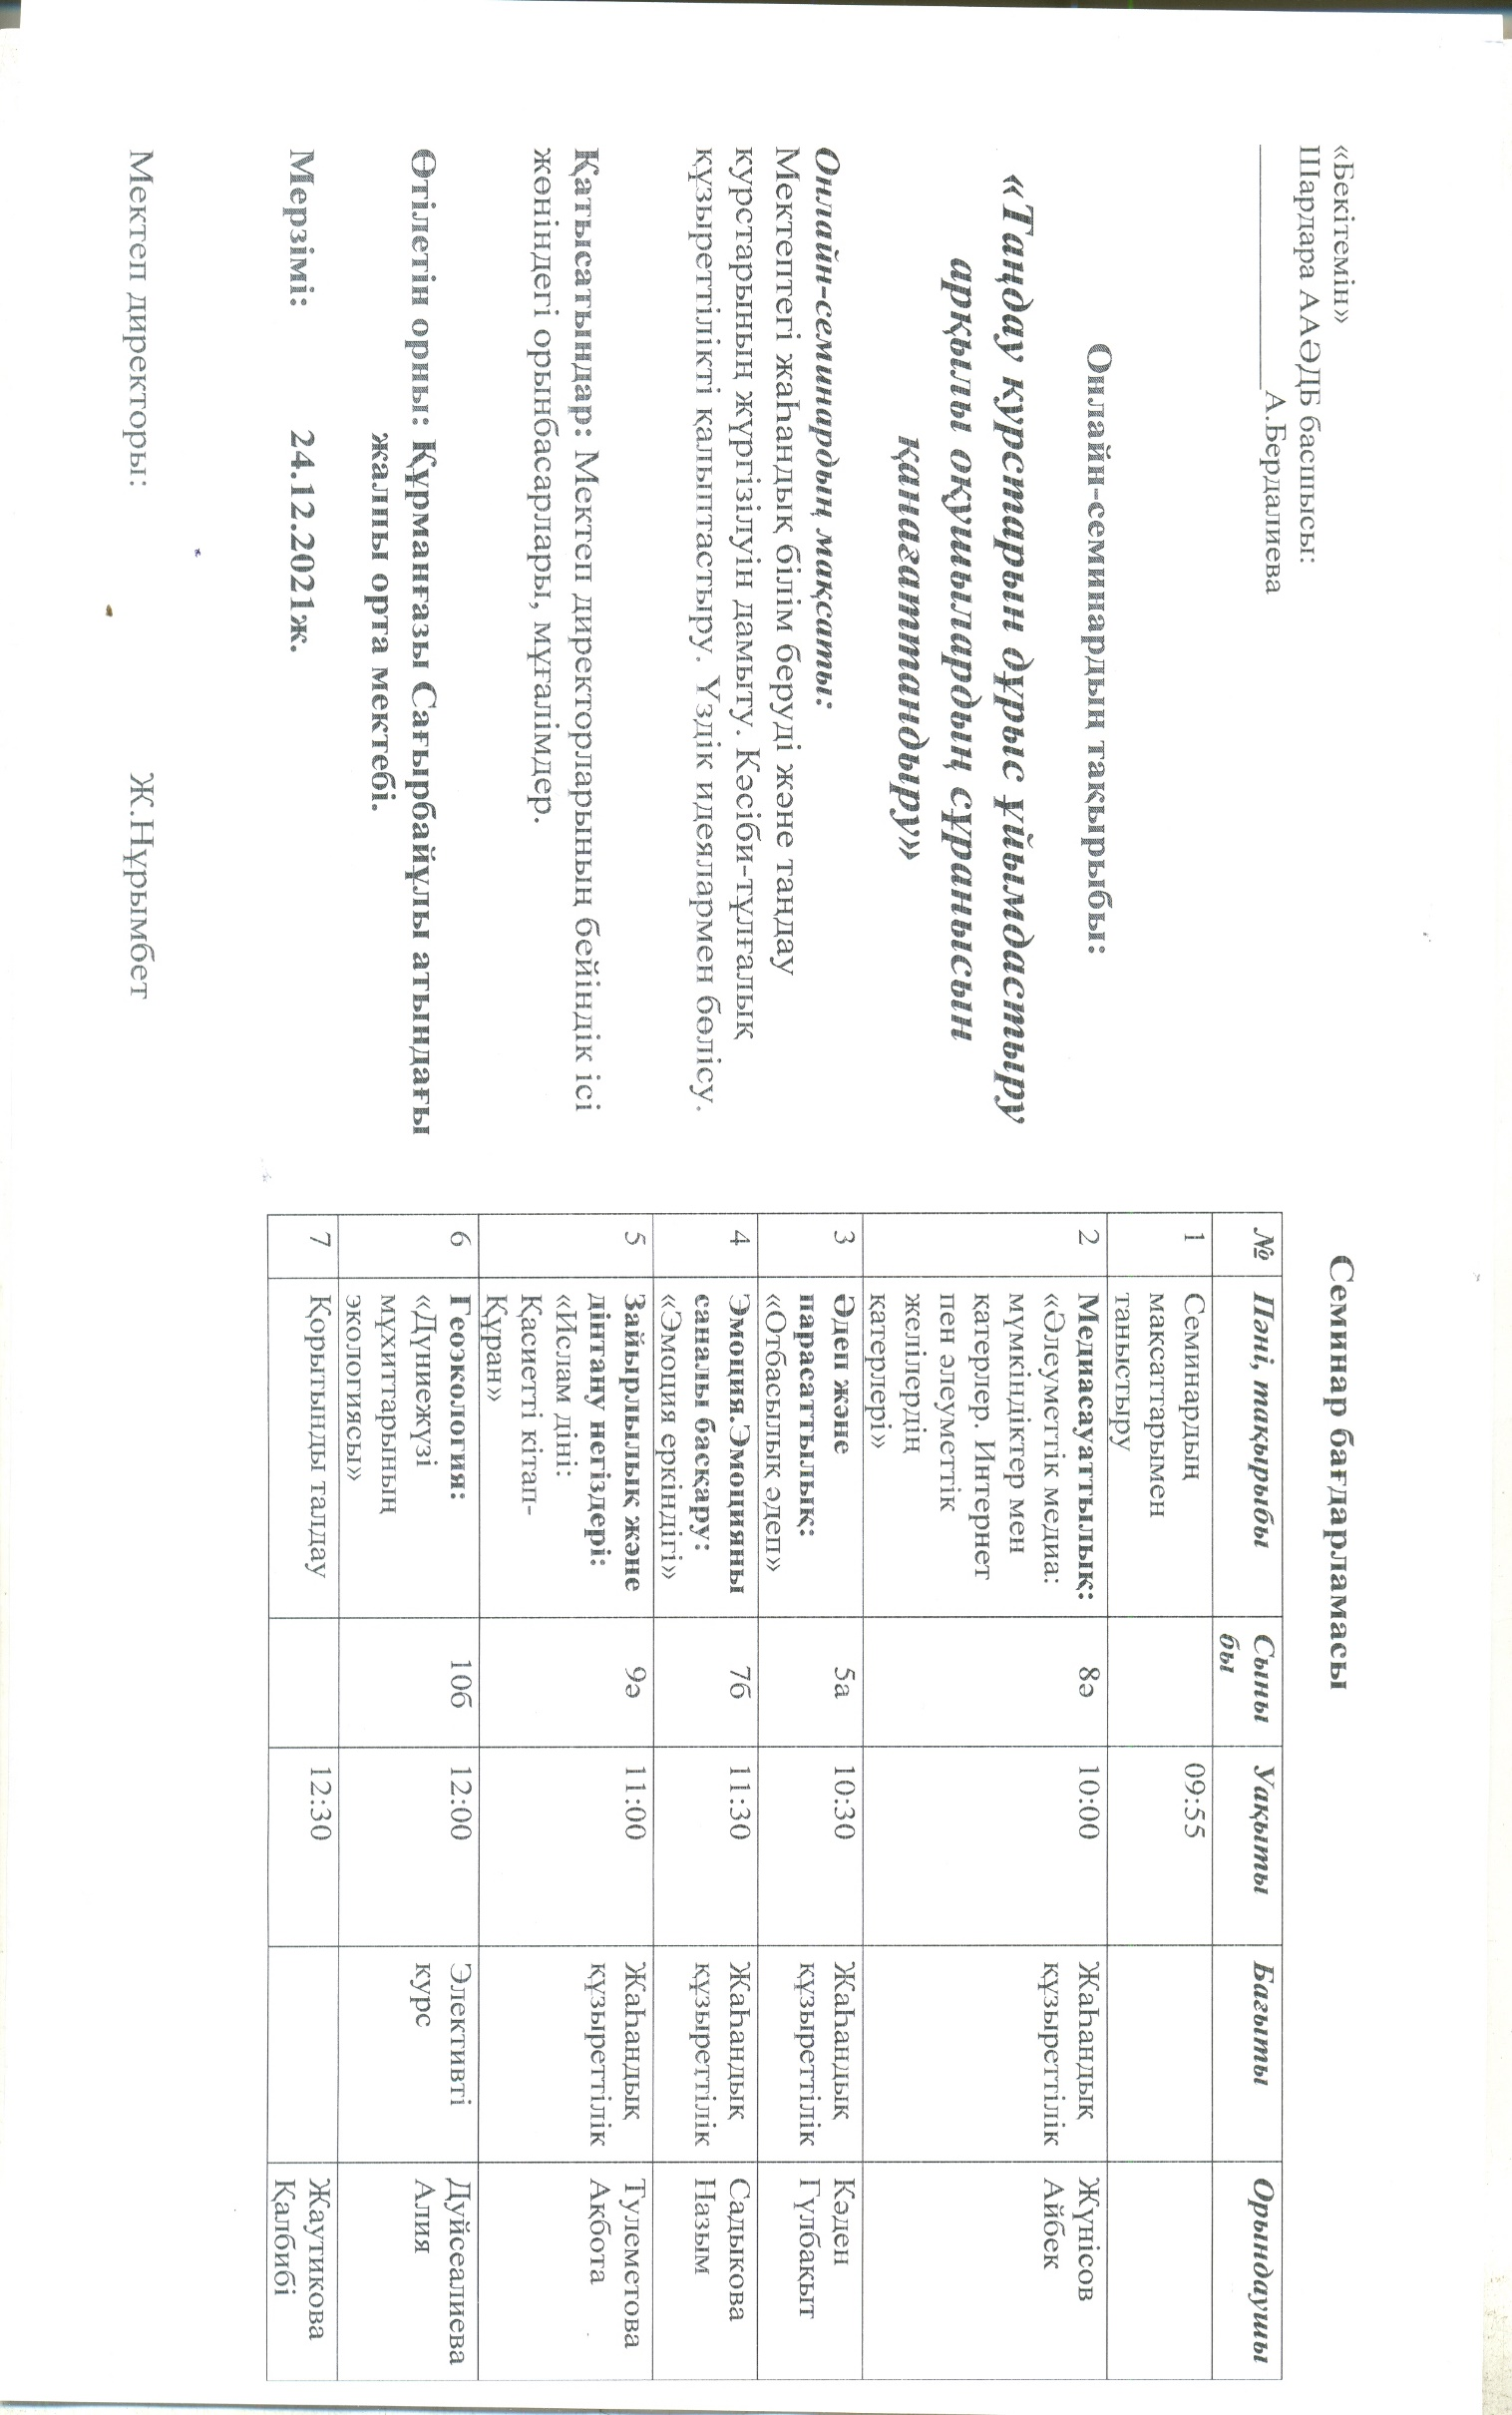 «Бекітемін»
Шардара ААӘДБ басшысы:
____________А.Бердалиева
Онлайн-семинардың тақырыбы:
«Таңдау курстарын дұрыс ұйымдастыру
арқылы оқушылардың сұранысын
қанағаттандыру»
Онлайн-семинардың мақсаты:
Мектептегі жаһандық білім беруді және таңдау
курстарының жүргізілуін дамыту. Кәсіби-тұлғалық
құзыреттілікті қалыптастыру. Үздік идеялармен бөлісу.
Қатысатындар: Мектеп директорларының бейіндік ісі
жөніндегі орынбасарлары, мұғалімдер.
Өтілетін орны: Құрманғазы Сағырбайұлы атындағы
жалпы орта мектебі.
Мерзімі: 24.12.2021ж.
Мектеп директоры: Ж.Нұрымбет
Семинар бағдарламасы
№ Пәні, тақырыбы Сыны Уақыты Бағыты Орындаушы
бы
1 Семинардың 09:55
мақсаттарымен
таныстыру
2 Медиасауаттылық: 8ә 10:00 Жаһандық Жүнісов
«Әлеуметтік медиа: құзыреттілік Айбек
мүмкіндіктер мен
қатерлер. Интернет
пен әлеуметтік
желілердің
қатерлері»
3 Әдеп және 5а 10:30 Жаһандық Кәден
парасаттылық: құзыреттілік Гүлбақыт
«Отбасылық әдеп»
4 Эмоция.Эмоцияны 7б 11:30 Жаһандық Садыкова
саналы басқару: құзыреттілік Назым
«Эмоция еркіндігі»
5 Зайырлылық және 9ә 11:00 Жаһандық Тулеметова
дінтану негіздері: құзыреттілік Ақбота
«Ислам діні:
Қасиетті кітап-
Құран»
6 Геоэкология: 10б 12:00 Элективті Дуйсеалиева
«Дүниежүзі курс Алия
мұхиттарының
экологиясы»
7 Қорытынды талдау 12:30 Жаутикова
Қалбибі